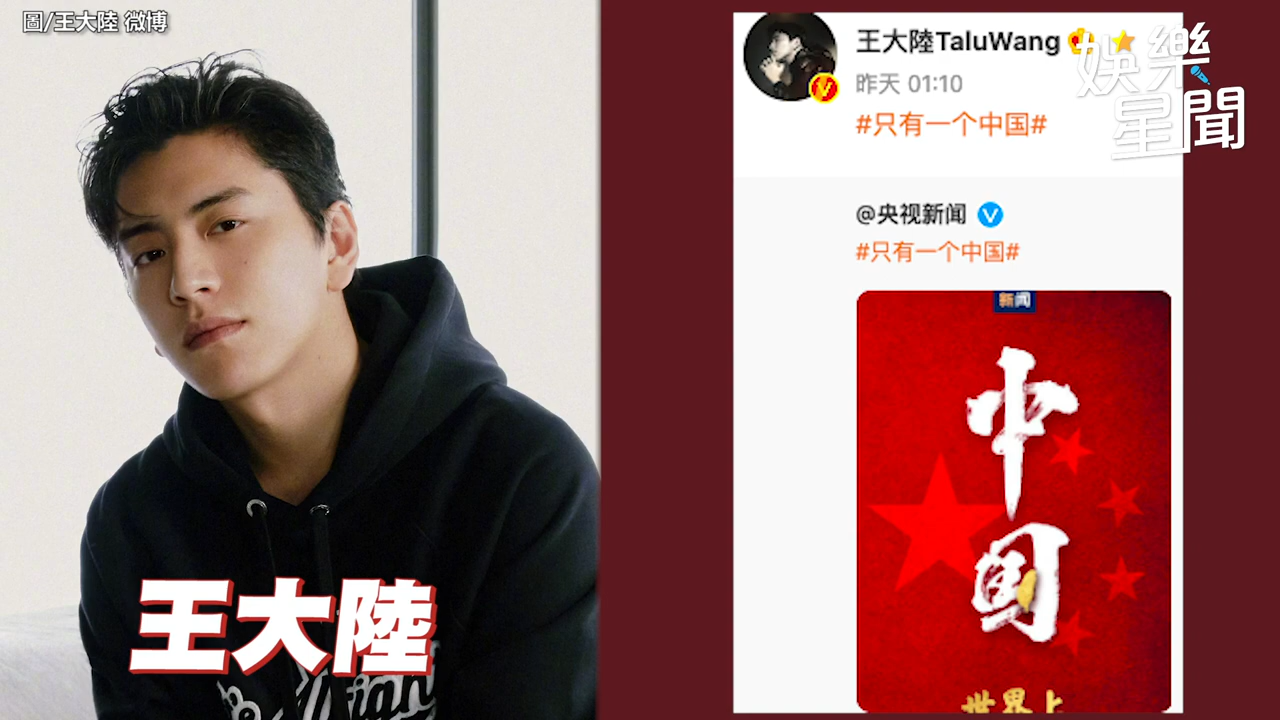 圖/王大陸 微博
王大陸
王大陸TaluWang
昨天 01:10
#只有一个中国#
娛樂
星聞
@央视新闻
#只有一个中国#
新闻
中
国
世界上